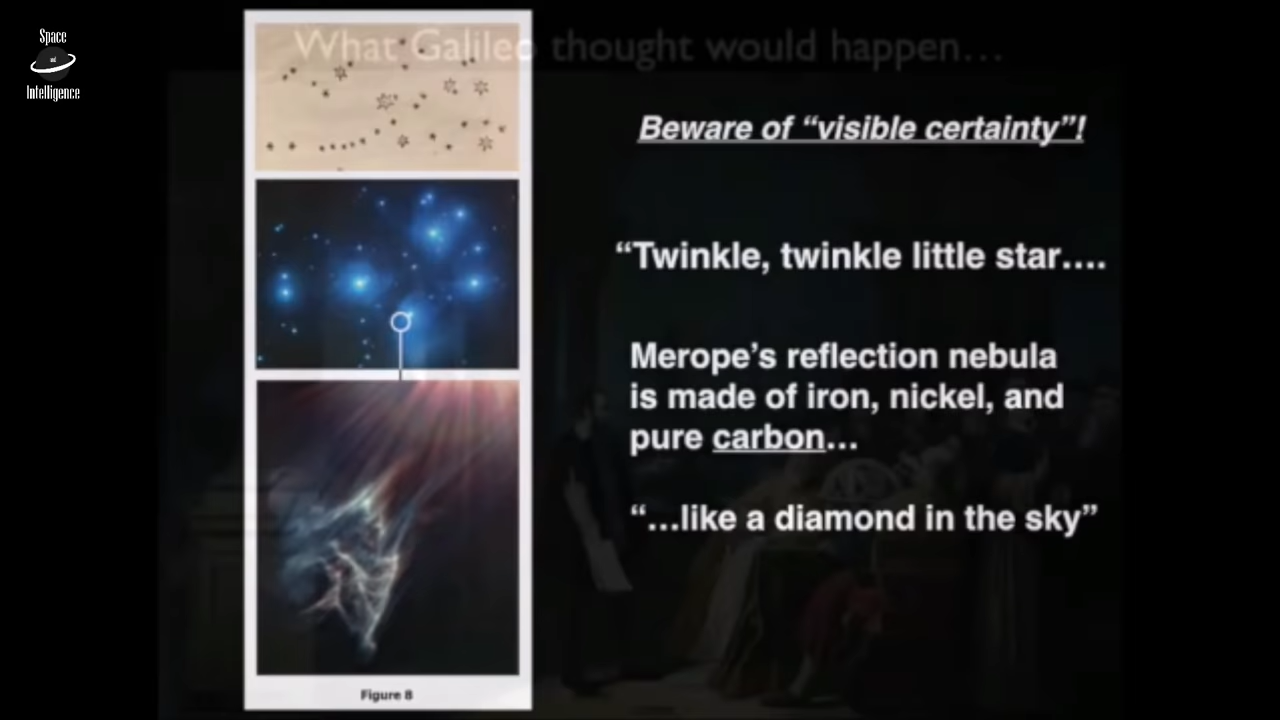 Space
and
Intelligence
What Galileo thought would happen…
Beware of “visible certainty”!
“Twinkle, twinkle little star….
Merope’s reflection nebula
is made of iron, nickel, and
pure carbon…
“…like a diamond in the sky”
Figure 8